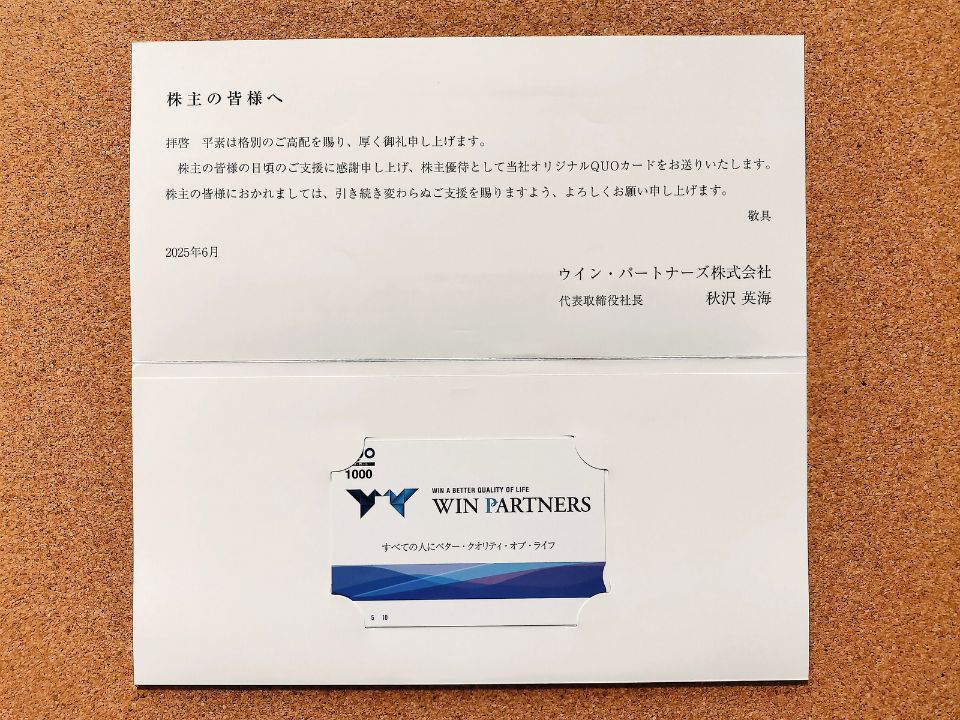 株主の皆様へ
拝啓　平素は格別のご高配を賜り、厚く御礼申し上げます。
株主の皆様の日頃のご支援に感謝申し上げ、株主優待として当社オリジナルQUOカードをお送りいたします。
株主の皆様におかれましては、引き続き変わらぬご支援を賜りますよう、よろしくお願い申し上げます。
敬具
2025年6月
ウイン・パートナーズ株式会社
代表取締役社長　秋沢 英海
1000
WIN A BETTER QUALITY OF LIFE
WIN PARTNERS
すべての人にベター・クオリティ・オブ・ライフ
5 10